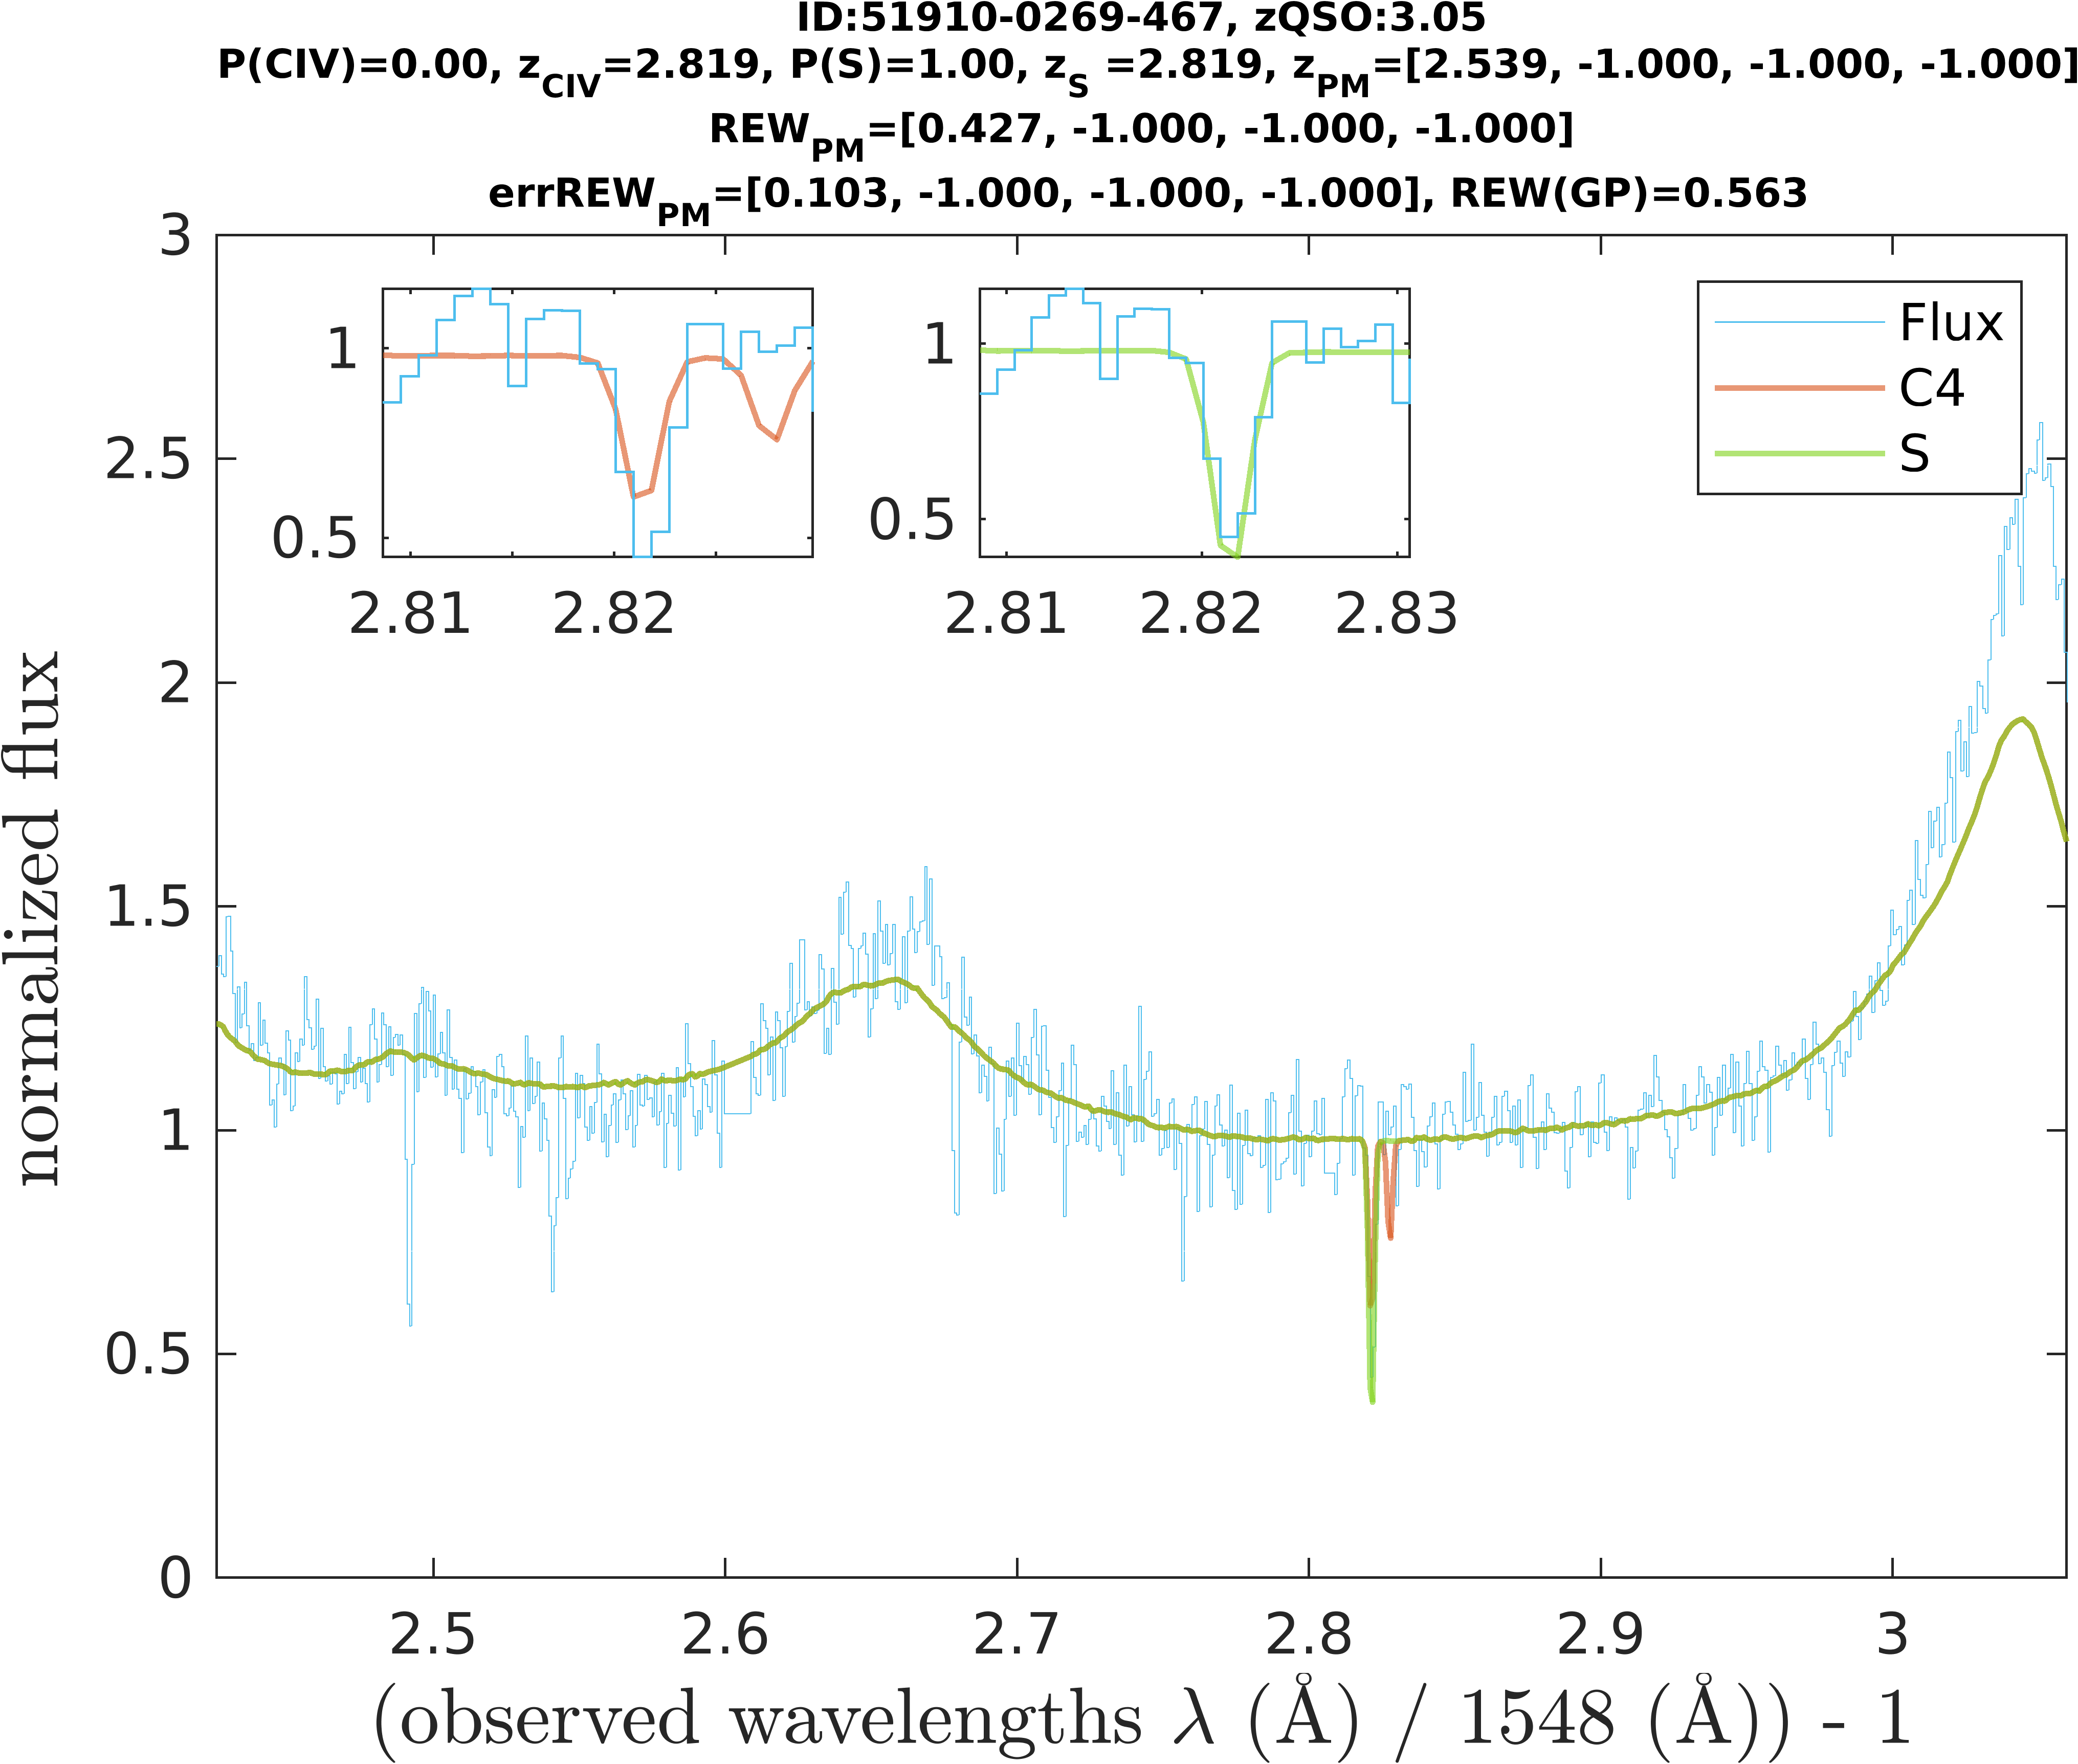 ID:51910-0269-467, zQSO:3.05
P(CIV)=0.00, zCIV=2.819, P(S)=1.00, zS =2.819, zPM=[2.539, -1.000, -1.000, -1.000]
REWPM=[0.427, -1.000, -1.000, -1.000]
errREWPM=[0.103, -1.000, -1.000, -1.000], REW(GP)=0.563
3
2.5
2
1.5
1
0.5
0
normalized flux
1
0.5
2.81 2.82
1
0.5
2.81 2.82 2.83
Flux
C4
S
2.5 2.6 2.7 2.8 2.9 3
(observed wavelengths λ (Å) / 1548 (Å)) - 1